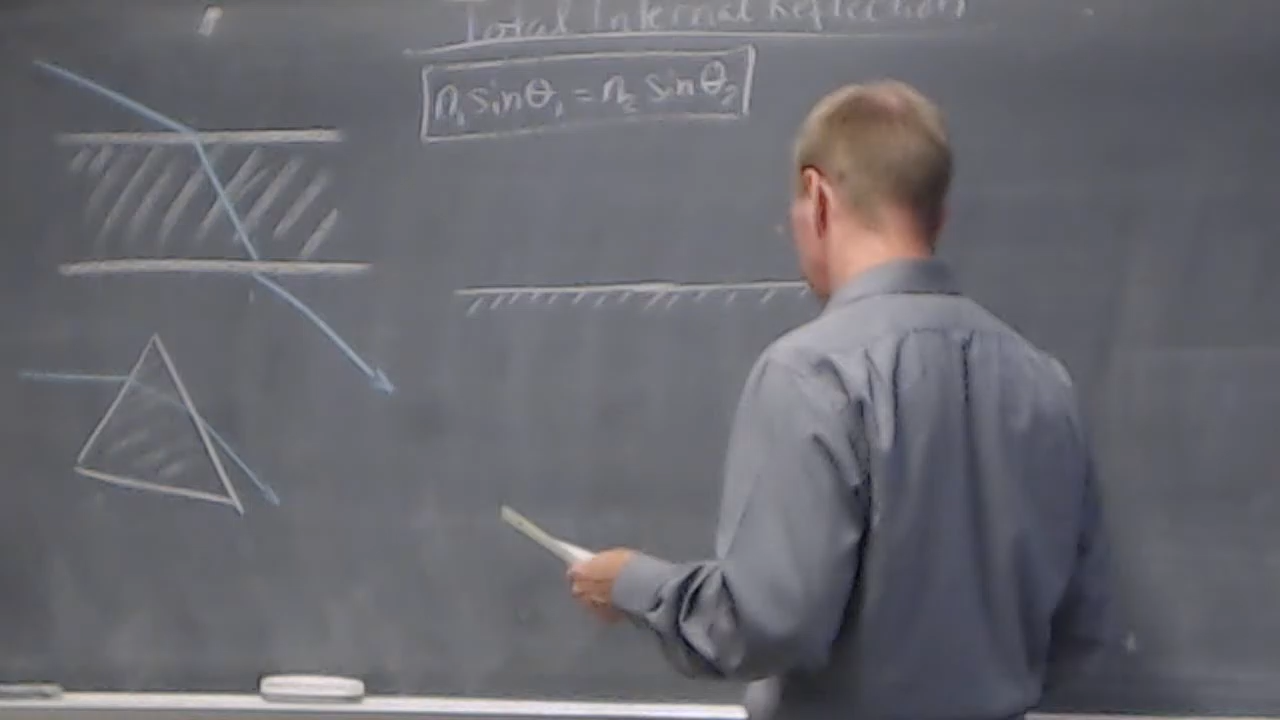 Total Internal Reflection
n₁ sinθ₁ = n₂ sinθ₂